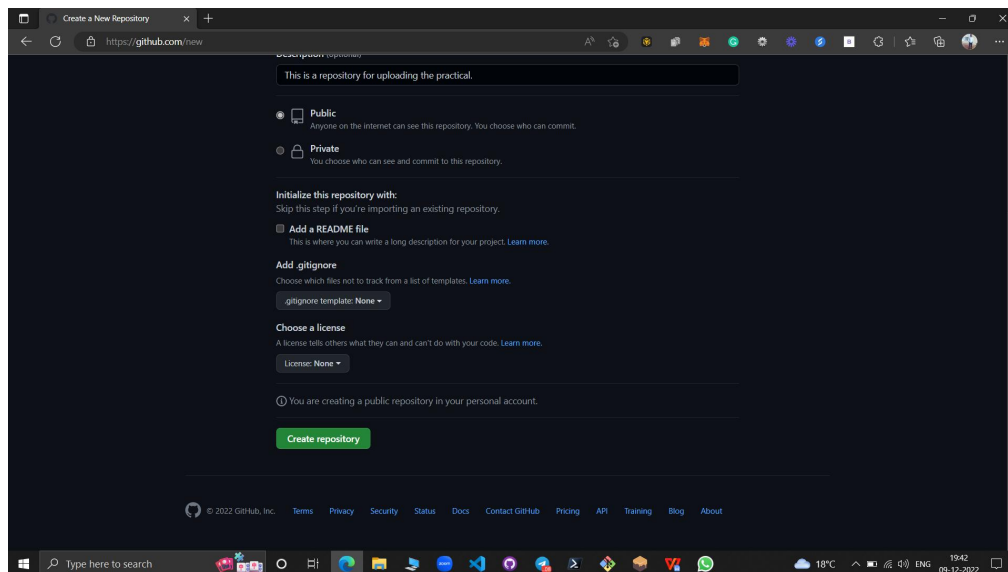 Create a New Repository
https://github.com/new
Description (optional)
This is a repository for uploading the practical.
Public
Anyone on the internet can see this repository. You choose who can commit.
Private
You choose who can see and commit to this repository.
Initialize this repository with:
Skip this step if you're importing an existing repository.
Add a README file
This is where you can write a long description for your project. Learn more.
Add .gitignore
Choose which files not to track from a list of templates. Learn more.
.gitignore template: None
Choose a license
A license tells others what they can and can't do with your code. Learn more.
License: None
You are creating a public repository in your personal account.
Create repository
© 2022 GitHub, Inc. Terms Privacy Security Status Docs Contact GitHub Pricing API Training Blog About
Type here to search
zoom
18°C
ENG
19:42
09-12-2022